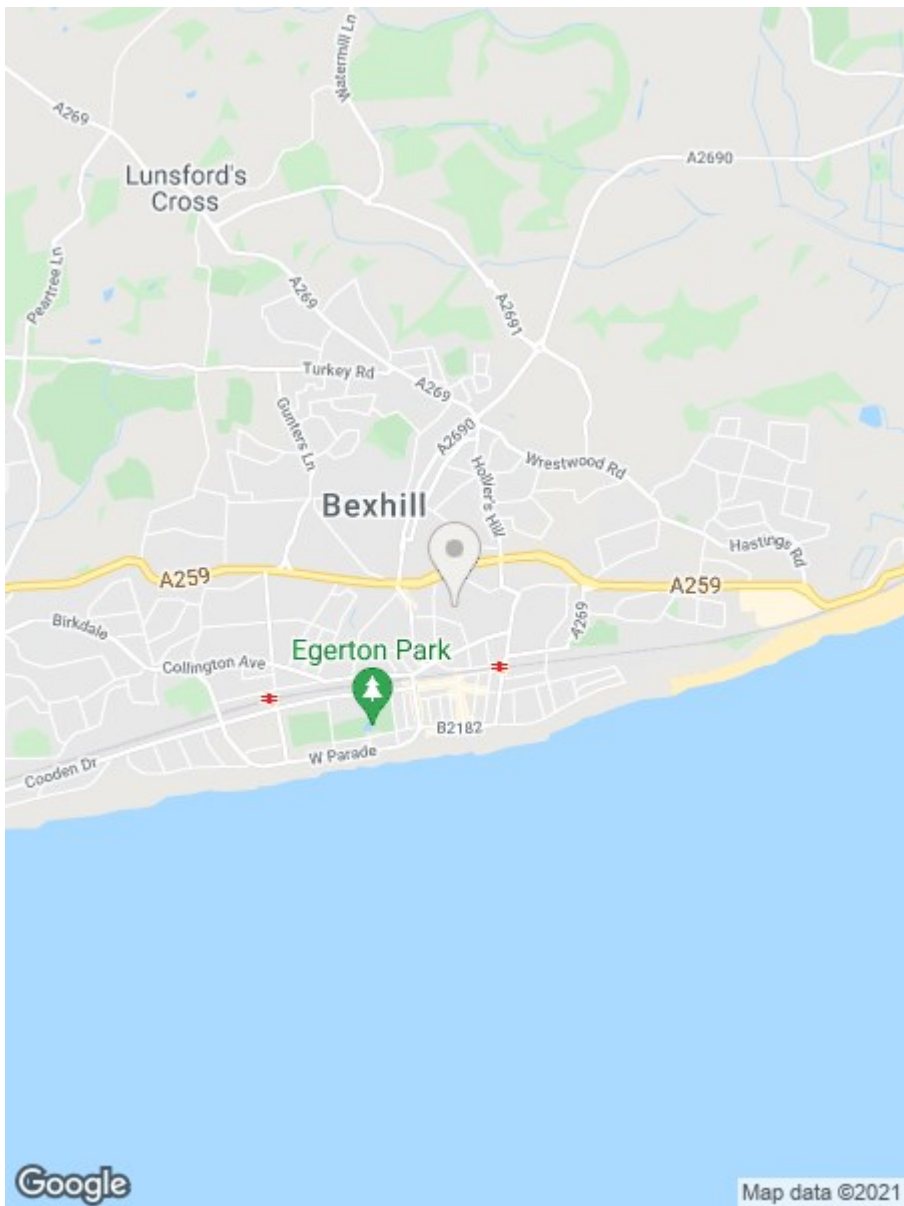 Watermill Ln
A269
A2690
Lunsford's
Cross
Peartree Ln
A269
A2691
Turkey Rd
A269
Gunters Ln
A2690
Hollier's Hill
Wrestwood Rd
Bexhill
Hastings Rd
A259
A259
Birkdale
A269
Egerton Park
Collington Ave
B2182
W Parade
Cooden Dr
Google
Map data ©2021